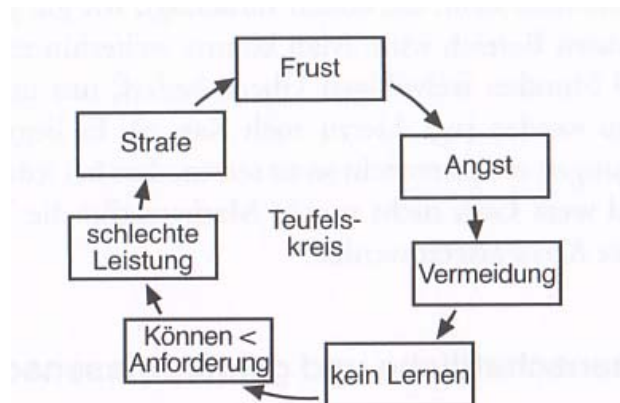 Frust
Angst
Vermeidung
kein Lernen
Können <
Anforderung
schlechte
Leistung
Strafe
Teufels-
kreis